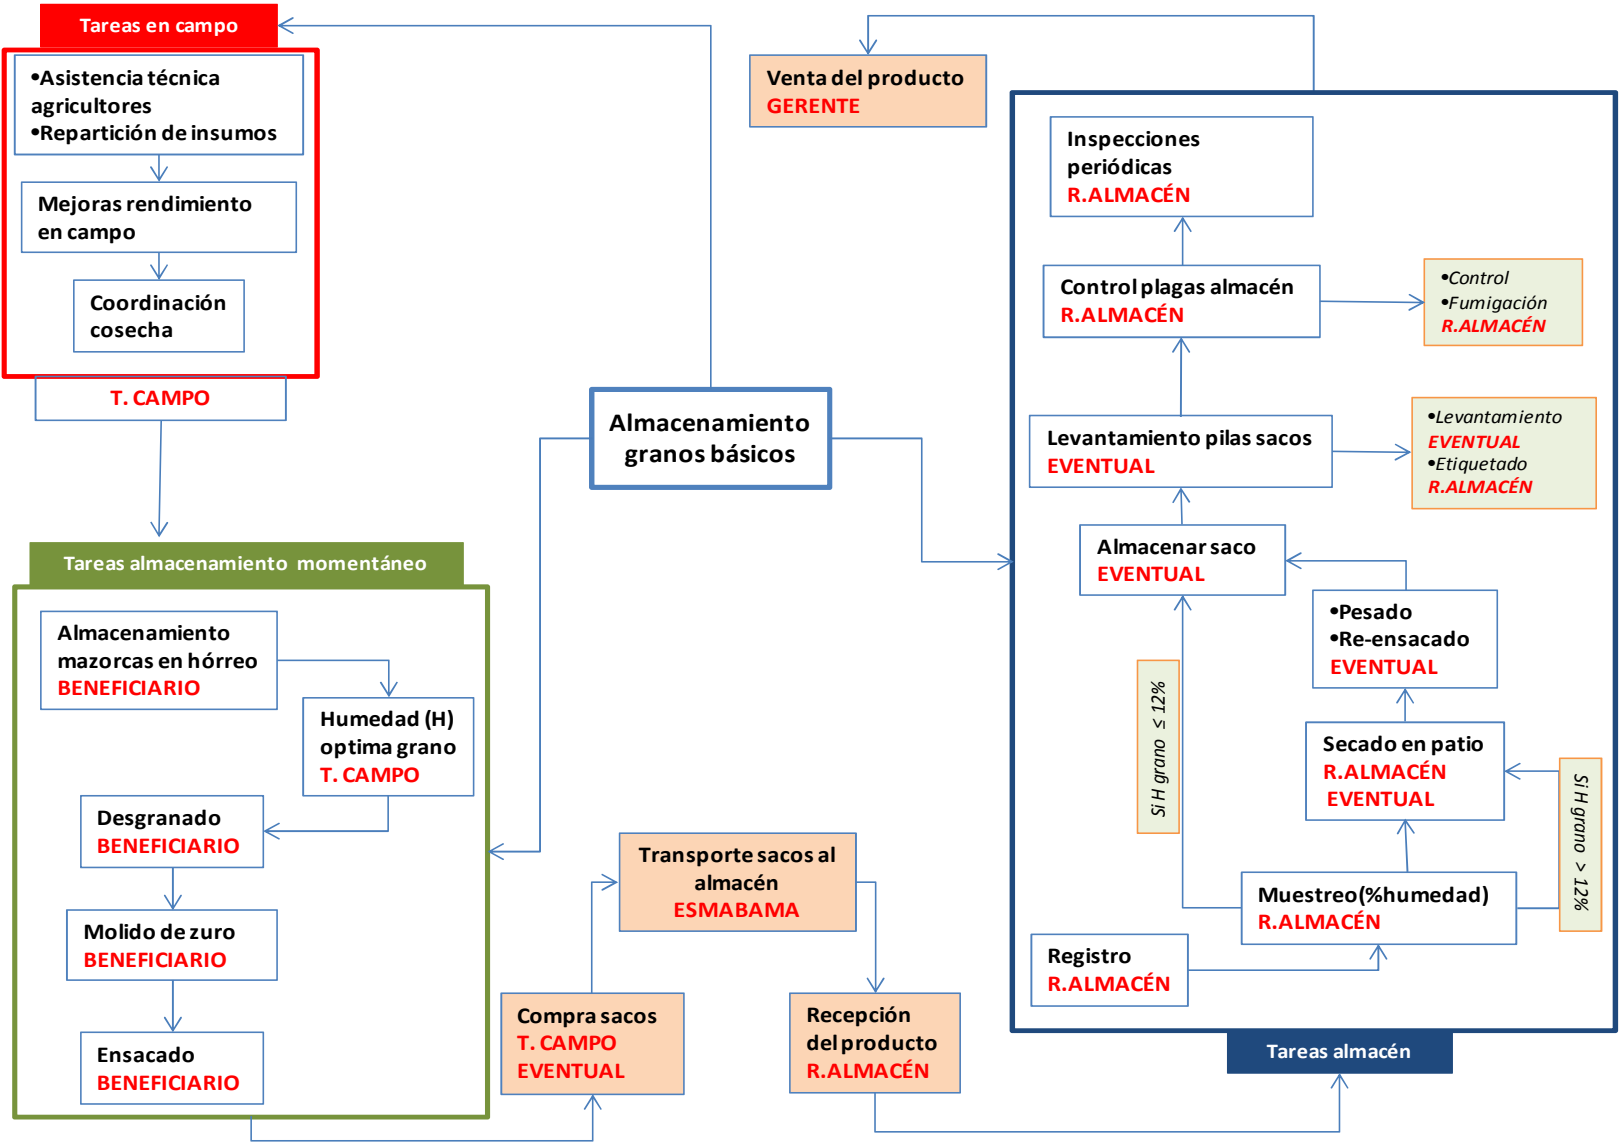 Tareas en campo
•Asistencia técnica
agricultores
•Repartición de insumos
Mejoras rendimiento
en campo
Coordinación
cosecha
T. CAMPO
Tareas almacenamiento momentáneo
Almacenamiento
mazorcas en hórreo
BENEFICIARIO
Humedad (H)
optima grano
T. CAMPO
Desgranado
BENEFICIARIO
Molido de zuro
BENEFICIARIO
Ensacado
BENEFICIARIO
Almacenamiento
granos básicos
Compra sacos
T. CAMPO
EVENTUAL
Transporte sacos al
almacén
ESMABAMA
Recepción
del producto
R.ALMACÉN
Venta del producto
GERENTE
Inspecciones
periódicas
R.ALMACÉN
Control plagas almacén
R.ALMACÉN
•Control
•Fumigación
R.ALMACÉN
Levantamiento pilas sacos
EVENTUAL
•Levantamiento
EVENTUAL
•Etiquetado
R.ALMACÉN
Almacenar saco
EVENTUAL
•Pesado
•Re-ensacado
EVENTUAL
Si H grano ≤ 12%
Secado en patio
R.ALMACÉN
EVENTUAL
Si H grano > 12%
Muestreo(%humedad)
R.ALMACÉN
Registro
R.ALMACÉN
Tareas almacén